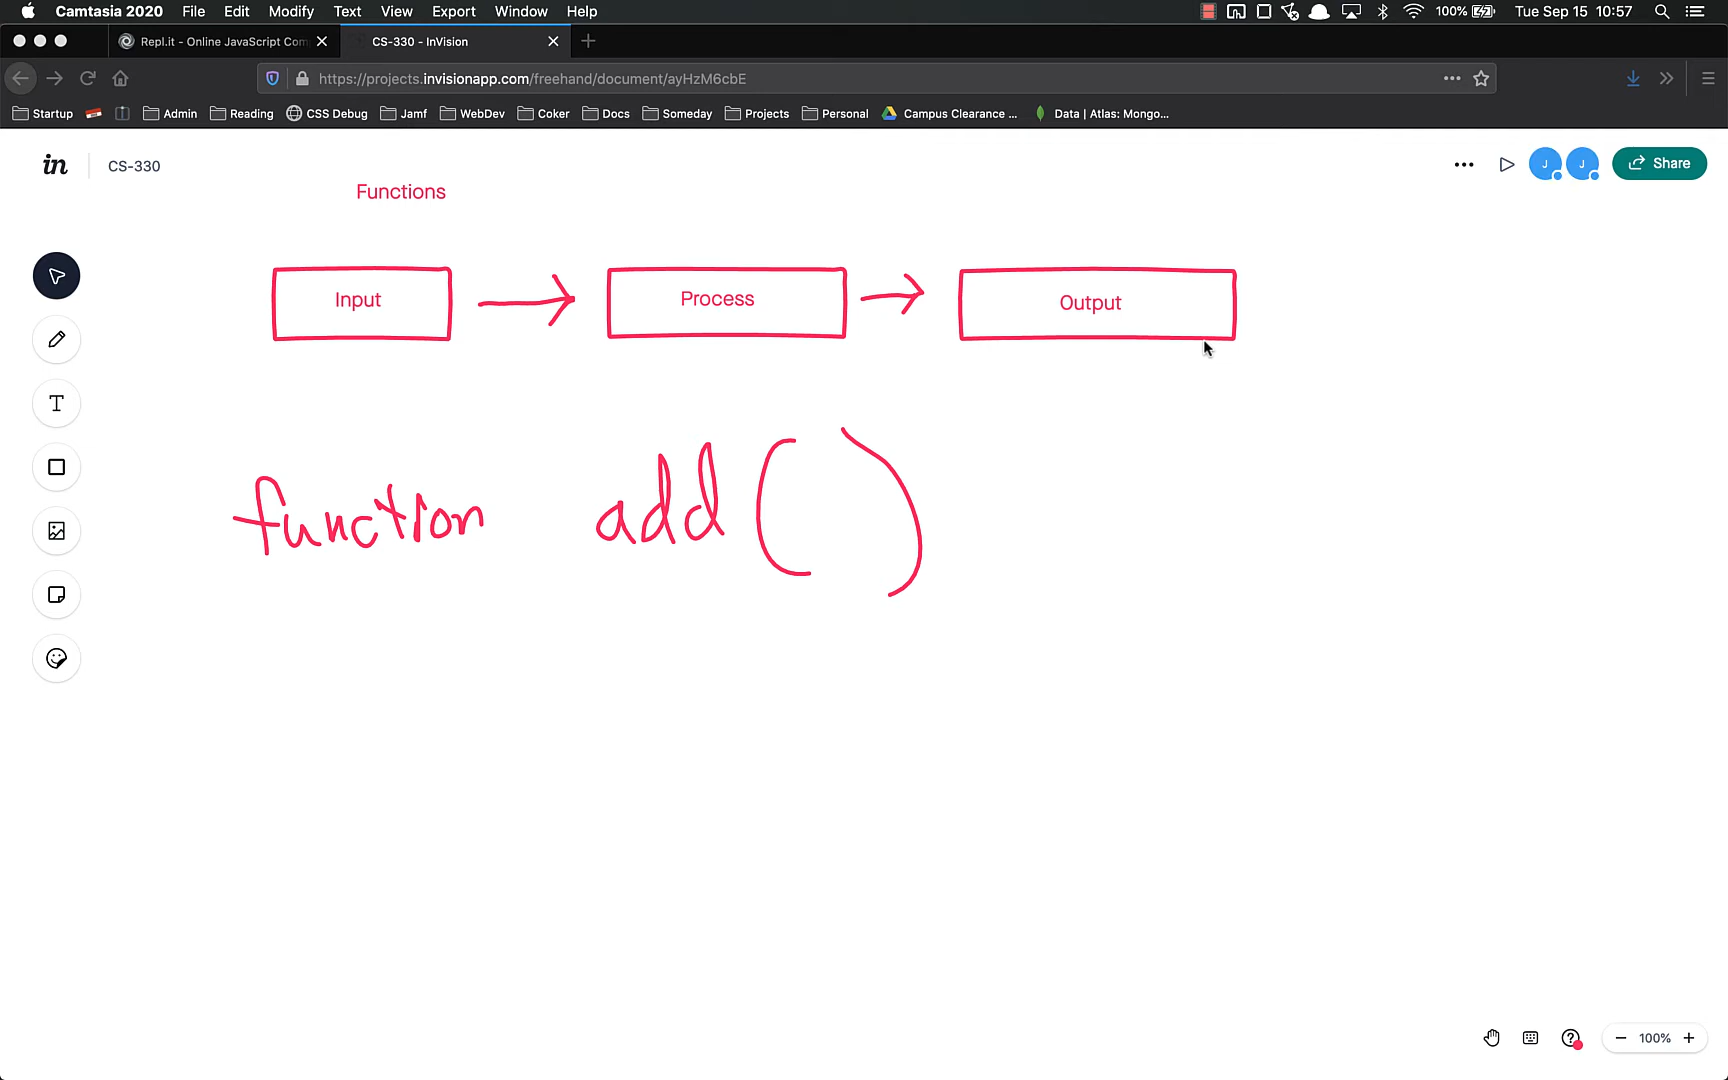 Camtasia 2020 File Edit Modify Text View Export Window Help 100% Tue Sep 15 10:57
Repl.it - Online JavaScript Com CS-330 - InVision
https://projects.invisionapp.com/freehand/document/ayHzM6cbE
Startup Admin Reading CSS Debug Jamf WebDev Coker Docs Someday Projects Personal Campus Clearance ... Data | Atlas: Mongo...
in CS-330 J J Share
Functions
Input Process Output
function add ( )
T
100%